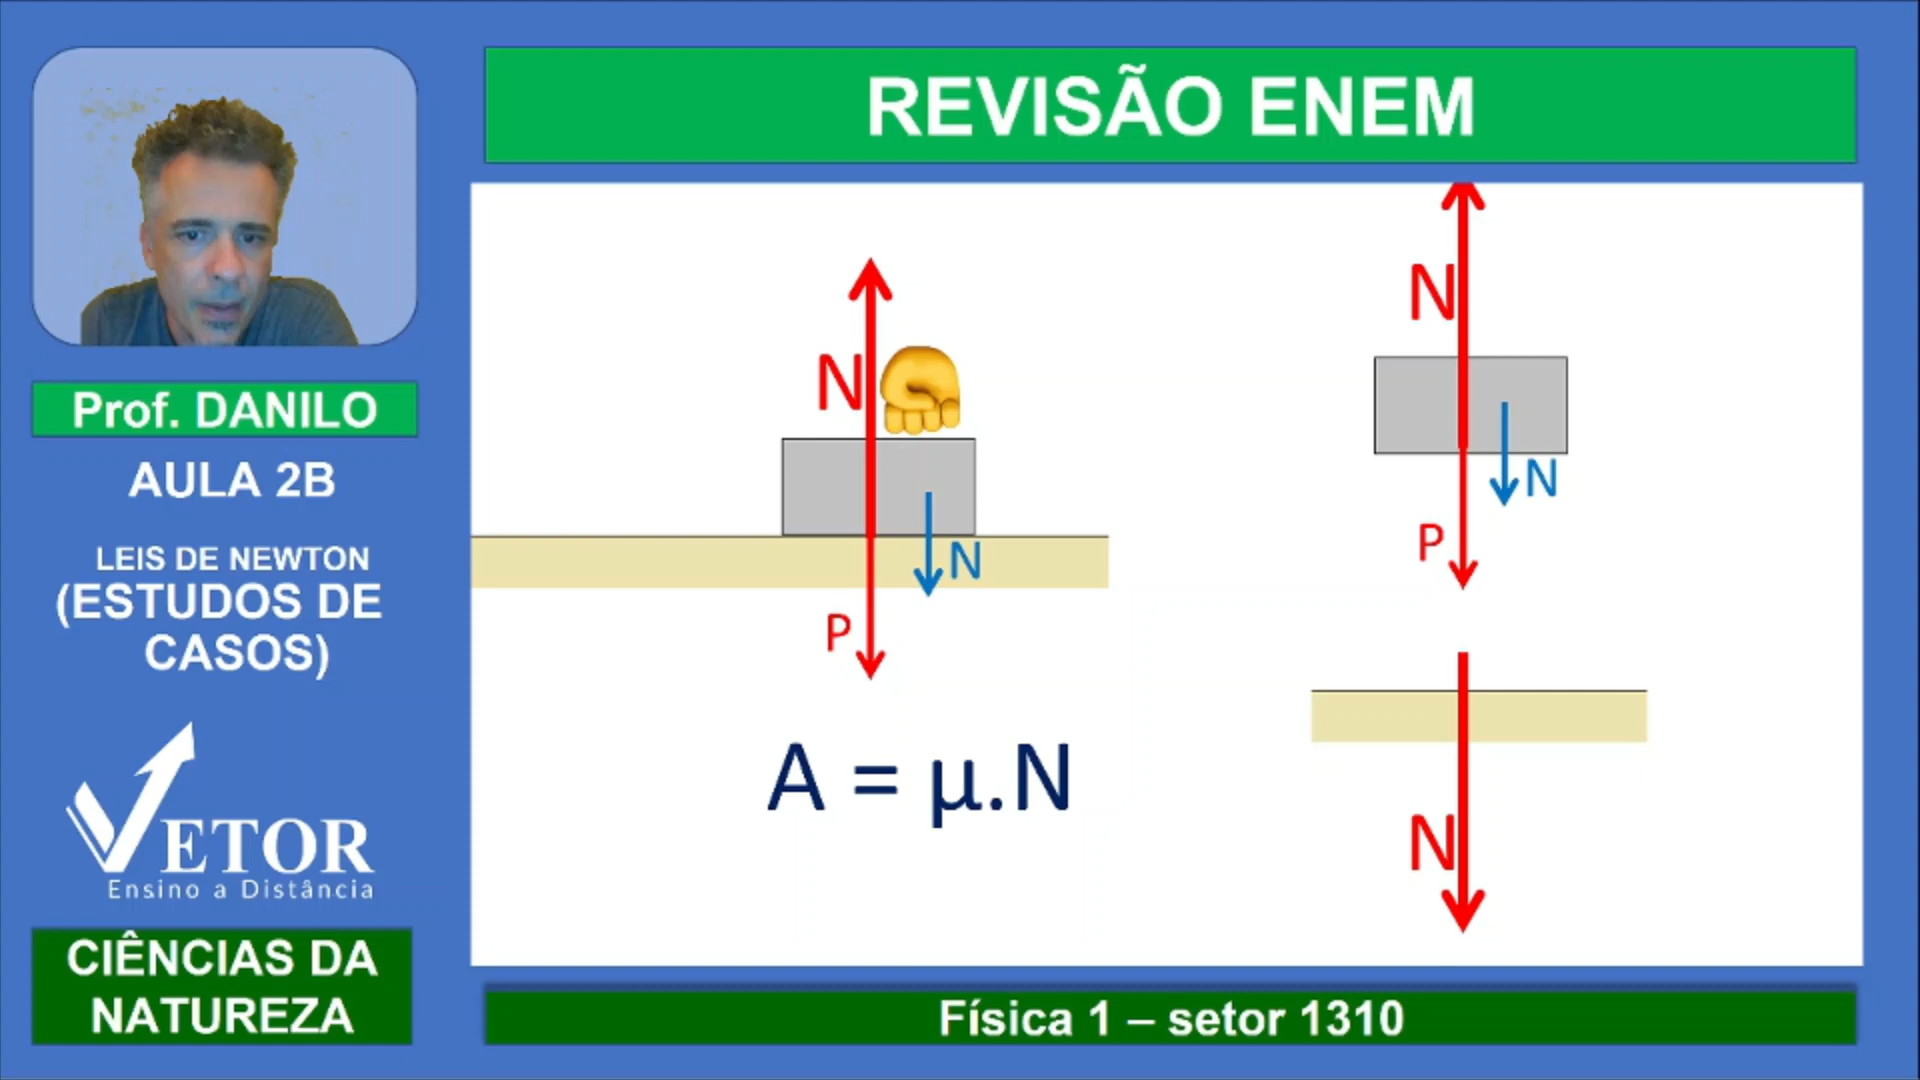 REVISÃO ENEM
Prof. DANILO
AULA 2B
LEIS DE NEWTON
(ESTUDOS DE
CASOS)
VETOR
Ensino a Distância
CIÊNCIAS DA
NATUREZA
N
N
P
A = µ.N
N
N
P
N
Física 1 – setor 1310